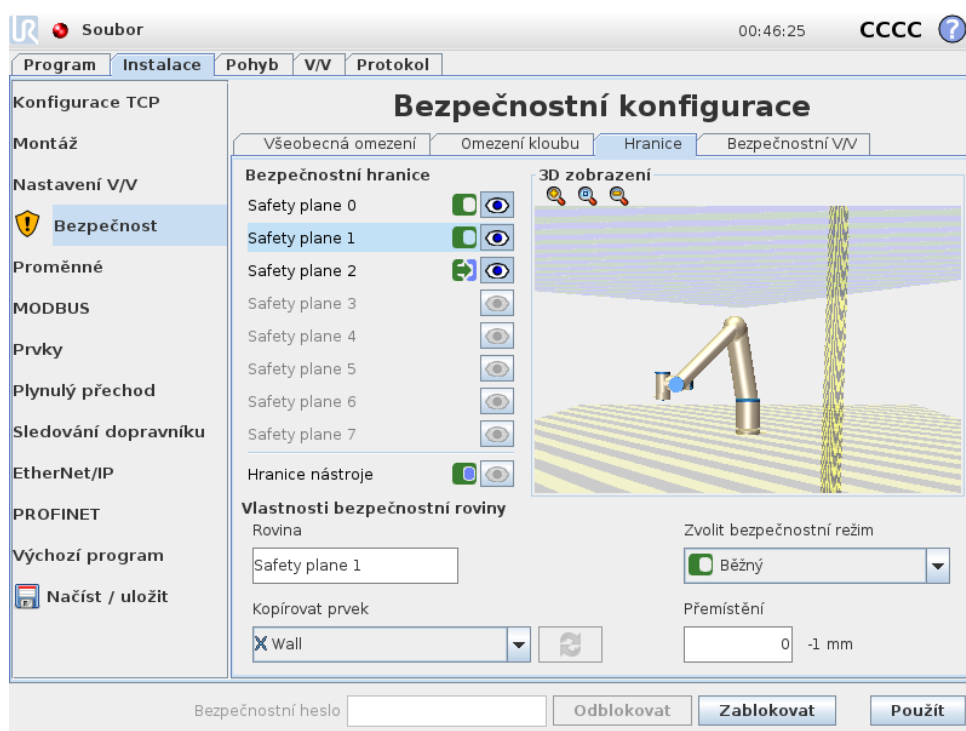 UR Soubor 00:46:25 CCCC ?
Program Instalace Pohyb V/V Protokol
Konfigurace TCP
Montáž
Nastavení V/V
Bezpečnost
Proměnné
MODBUS
Prvky
Plynulý přechod
Sledování dopravníku
EtherNet/IP
PROFINET
Výchozí program
Načíst / uložit
Bezpečnostní konfigurace
Všeobecná omezení Omezení kloubu Hranice Bezpečnostní V/V
Bezpečnostní hranice
Safety plane 0
Safety plane 1
Safety plane 2
Safety plane 3
Safety plane 4
Safety plane 5
Safety plane 6
Safety plane 7
Hranice nástroje
3D zobrazení
Vlastnosti bezpečnostní roviny
Rovina
Safety plane 1
Zvolit bezpečnostní režim
Běžný
Kopírovat prvek
Wall
Přemístění
0 -1 mm
Bezpečnostní heslo Odblokovat Zablokovat Použít